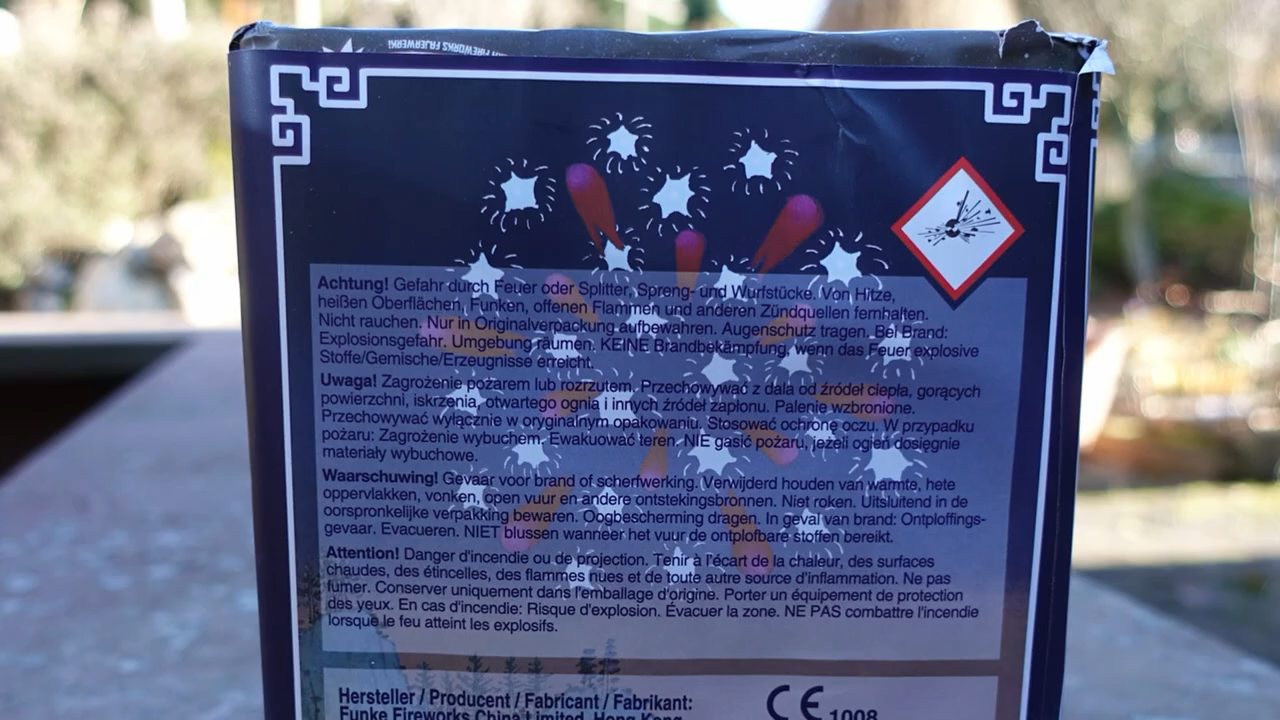 FIREWORKS FAJERWERKI
Achtung! Gefahr durch Feuer oder Splitter, Spreng- und Wurfstücke. Von Hitze,
heißen Oberflächen, Funken, offenen Flammen und anderen Zündquellen fernhalten.
Nicht rauchen. Nur in Originalverpackung aufbewahren. Augenschutz tragen. Bei Brand:
Explosionsgefahr. Umgebung räumen. KEINE Brandbekämpfung, wenn das Feuer explosive
Stoffe/Gemische/Erzeugnisse erreicht.
Uwaga! Zagrożenie pożarem lub rozrzutem. Przechowywać z dala od źródeł ciepła, gorących
powierzchni, iskrzenia, otwartego ognia i innych źródeł zapłonu. Palenie wzbronione.
Przechowywać wyłącznie w oryginalnym opakowaniu. Stosować ochronę oczu. W przypadku
pożaru: Zagrożenie wybuchem. Ewakuować teren. NIE gasić pożaru, jeżeli ogień dosięgnie
materiały wybuchowe.
Waarschuwing! Gevaar voor brand of scherfwerking. Verwijderd houden van warmte, hete
oppervlakken, vonken, open vuur en andere ontstekingsbronnen. Niet roken. Uitsluitend in de
oorspronkelijke verpakking bewaren. Oogbescherming dragen. In geval van brand: Ontploffings-
gevaar. Evacueren. NIET blussen wanneer het vuur de ontplofbare stoffen bereikt.
Attention! Danger d'incendie ou de projection. Tenir à l'écart de la chaleur, des surfaces
chaudes, des étincelles, des flammes nues et de toute autre source d'inflammation. Ne pas
fumer. Conserver uniquement dans l'emballage d'origine. Porter un équipement de protection
des yeux. En cas d'incendie: Risque d'explosion. Évacuer la zone. NE PAS combattre l'incendie
lorsque le feu atteint les explosifs.
Hersteller / Producent / Fabricant / Fabrikant:
Funke Fireworks China Limited, Hong Kong
CE 1008